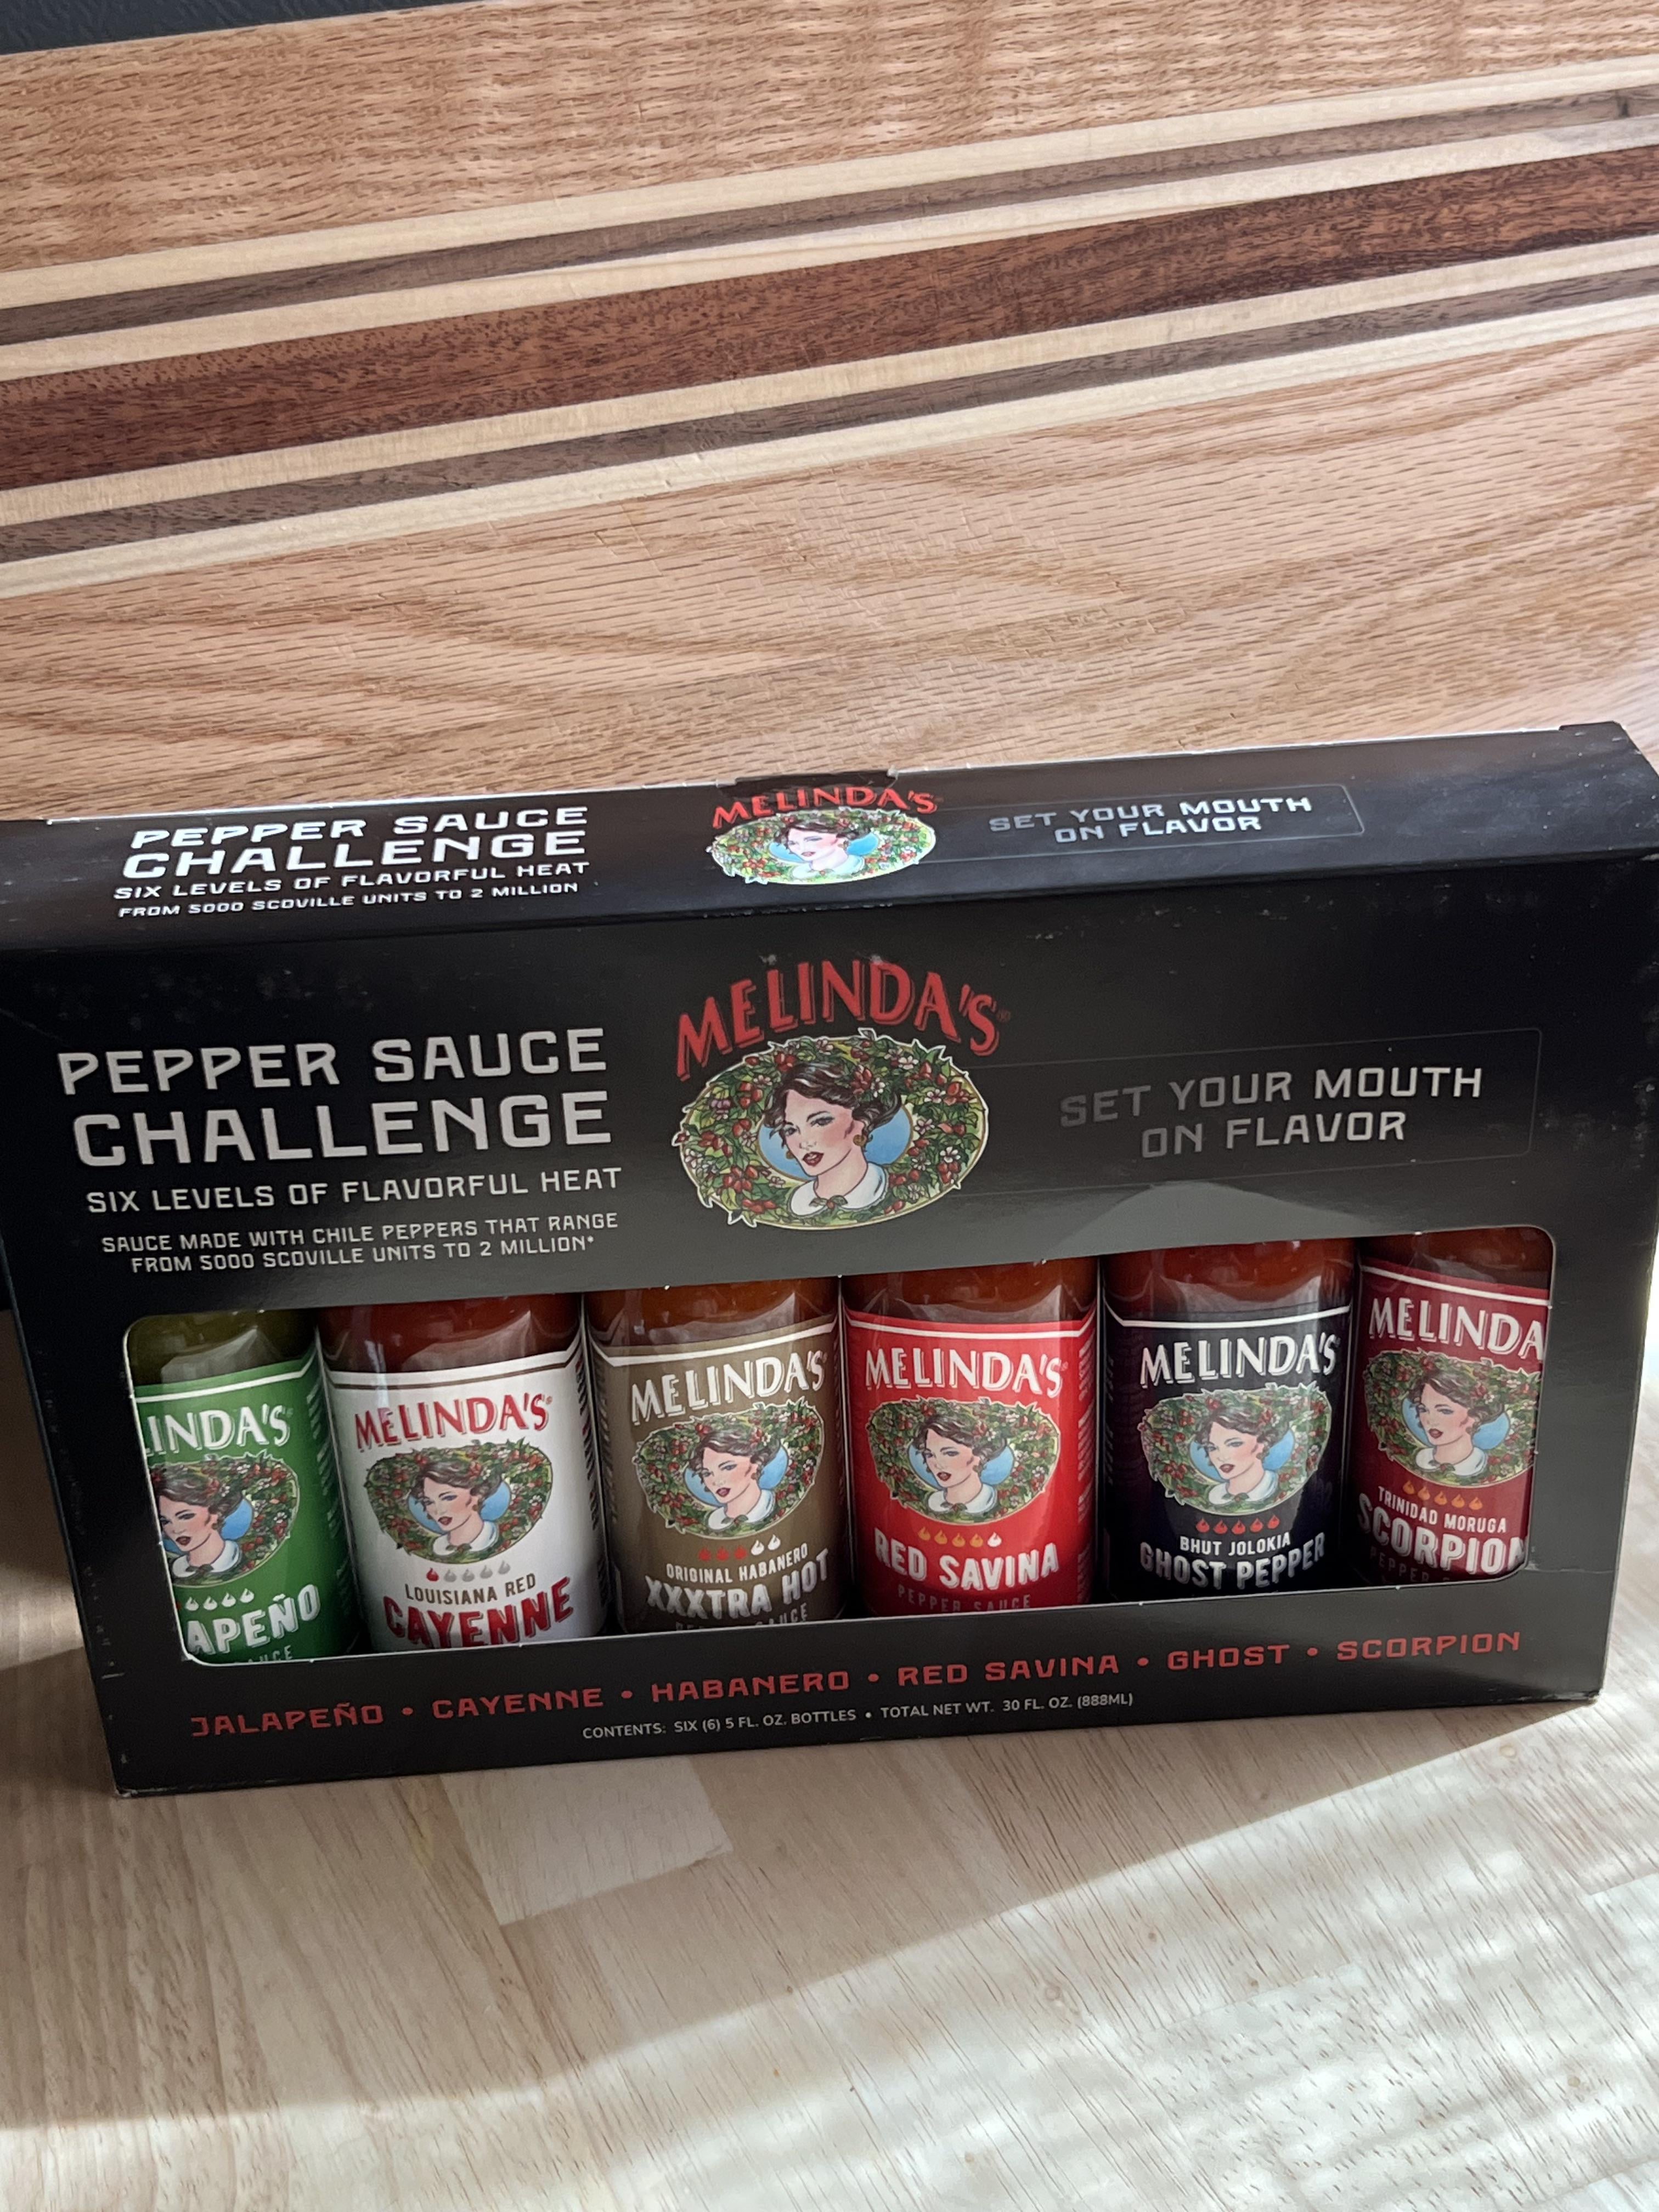 PEPPER SAUCE
CHALLENGE
SIX LEVELS OF FLAVORFUL HEAT
FROM 5000 SCOVILLE UNITS TO 2 MILLION
MELINDA'S
SET YOUR MOUTH
ON FLAVOR
PEPPER SAUCE
CHALLENGE
SIX LEVELS OF FLAVORFUL HEAT
SAUCE MADE WITH CHILE PEPPERS THAT RANGE
FROM 5000 SCOVILLE UNITS TO 2 MILLION*
MELINDA'S®
SET YOUR MOUTH
ON FLAVOR
LINDA'S
APEÑO
UCE
MELINDA'S®
LOUISIANA RED
CAYENNE
MELINDA'S®
ORIGINAL HABANERO
XXXTRA HOT
MELINDA'S®
RED SAVINA
PEPPER SAUCE
MELINDA'S®
BHUT JOLOKIA
GHOST PEPPER
MELINDA
TRINIDAD MORUGA
SCORPION
PEPPER
JALAPEÑO • CAYENNE • HABANERO • RED SAVINA • GHOST • SCORPION
CONTENTS: SIX (6) 5 FL. OZ. BOTTLES • TOTAL NET WT. 30 FL. OZ. (888ML)